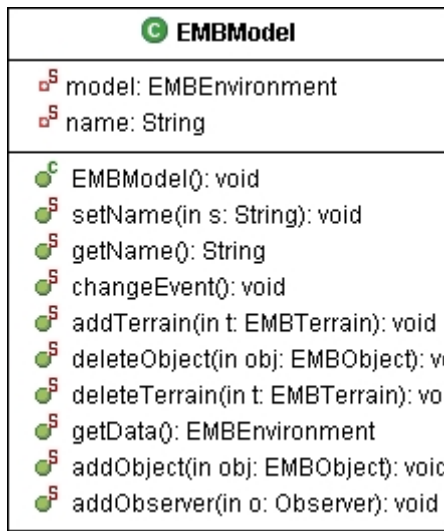 C EMBModel
S model: EMBEnvironment
S name: String
C EMBModel(): void
S setName(in s: String): void
S getName(): String
S changeEvent(): void
S addTerrain(in t: EMBTerrain): void
S deleteObject(in obj: EMBObject): vo
S deleteTerrain(in t: EMBTerrain): vo
S getData(): EMBEnvironment
S addObject(in obj: EMBObject): void
S addObserver(in o: Observer): void